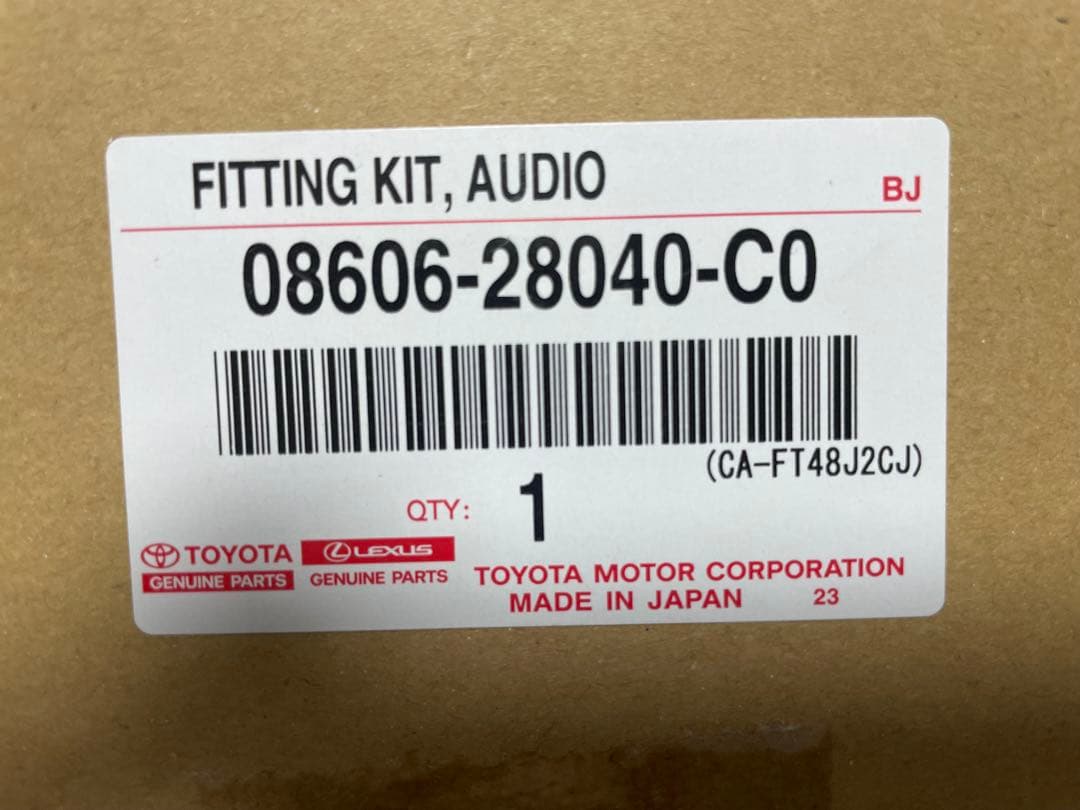 FITTING KIT, AUDIO BJ
08606-28040-C0
(CA-FT48J2CJ)
QTY: 1
TOYOTA LEXUS
GENUINE PARTS GENUINE PARTS
TOYOTA MOTOR CORPORATION
MADE IN JAPAN 23